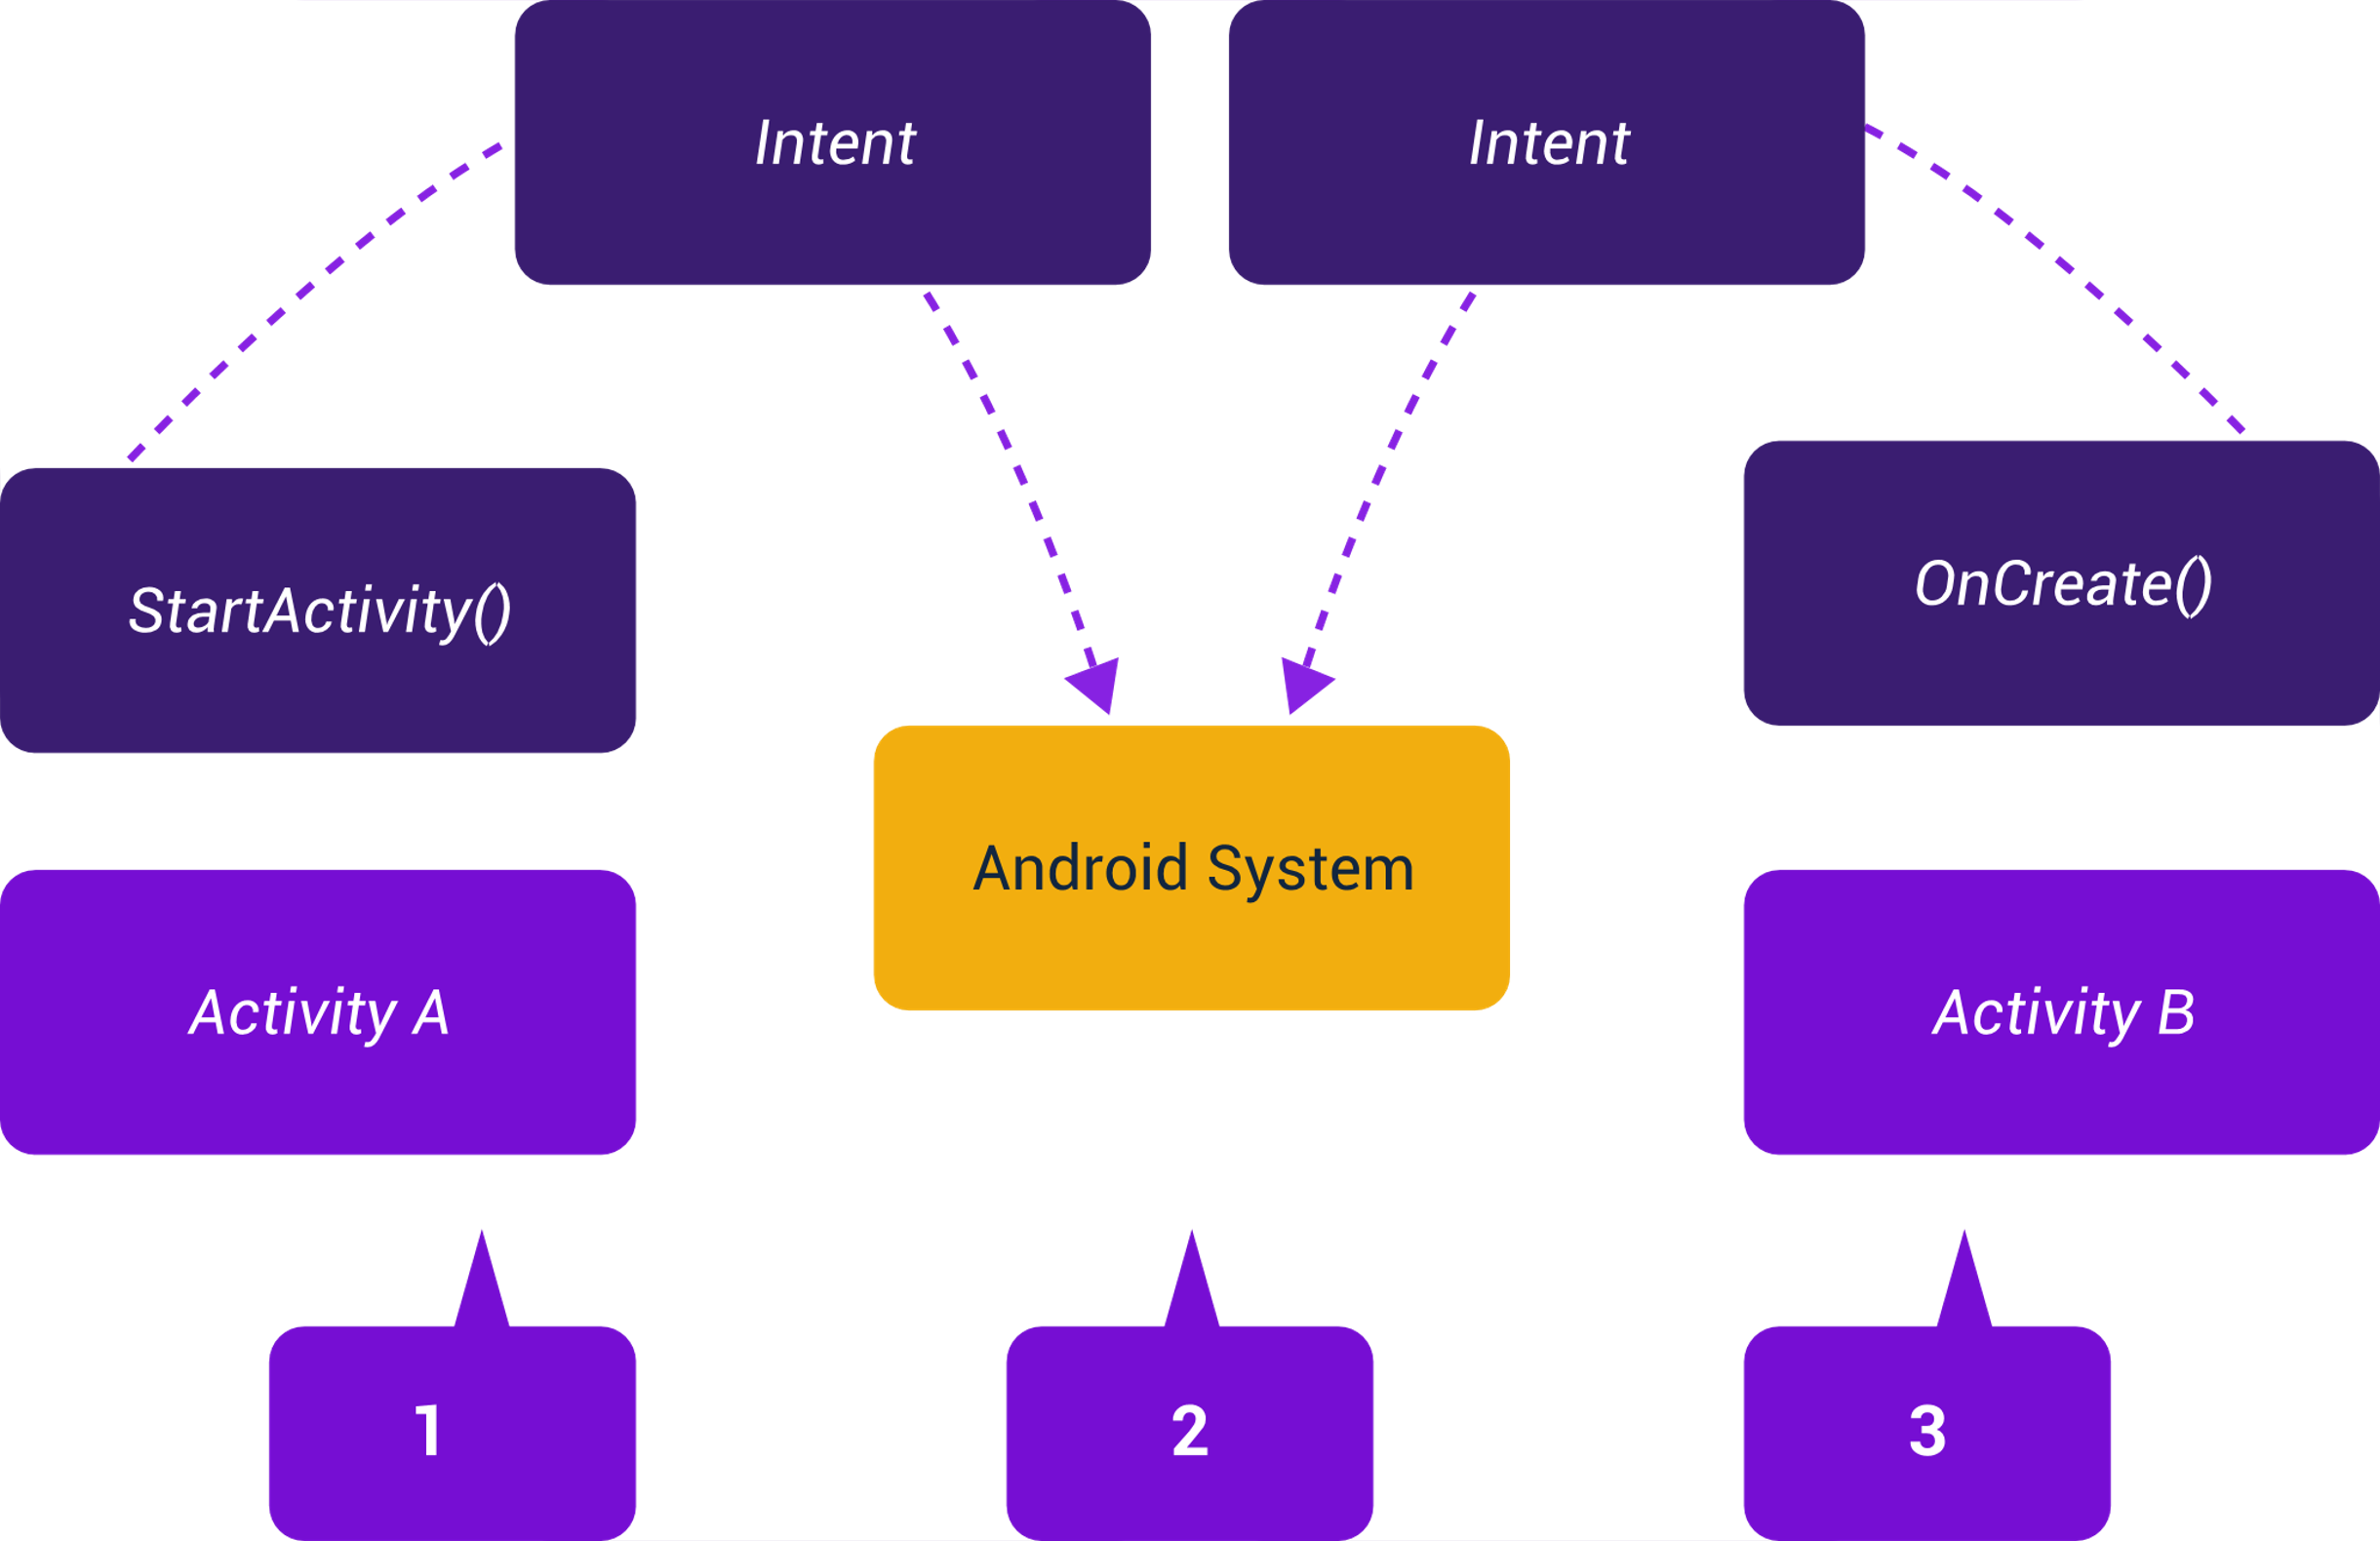 Intent
Intent
StartActivity()
OnCreate()
Android System
Activity A
Activity B
1
2
3